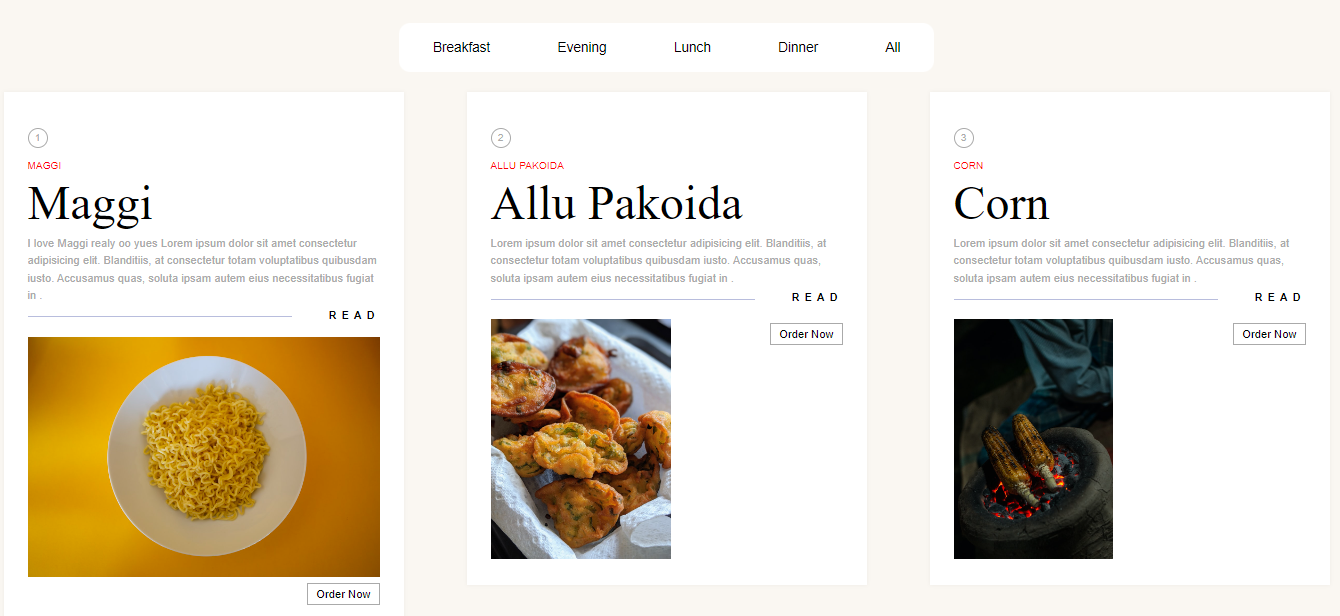 Breakfast Evening Lunch Dinner All
1
MAGGI
Maggi
I love Maggi realy oo yues Lorem ipsum dolor sit amet consectetur
adipisicing elit. Blanditiis, at consectetur totam voluptatibus quibusdam
iusto. Accusamus quas, soluta ipsam autem eius necessitatibus fugiat
in .
READ
Order Now
2
ALLU PAKOIDA
Allu Pakoida
Lorem ipsum dolor sit amet consectetur adipisicing elit. Blanditiis, at
consectetur totam voluptatibus quibusdam iusto. Accusamus quas,
soluta ipsam autem eius necessitatibus fugiat in .
READ
Order Now
3
CORN
Corn
Lorem ipsum dolor sit amet consectetur adipisicing elit. Blanditiis, at
consectetur totam voluptatibus quibusdam iusto. Accusamus quas,
soluta ipsam autem eius necessitatibus fugiat in .
READ
Order Now